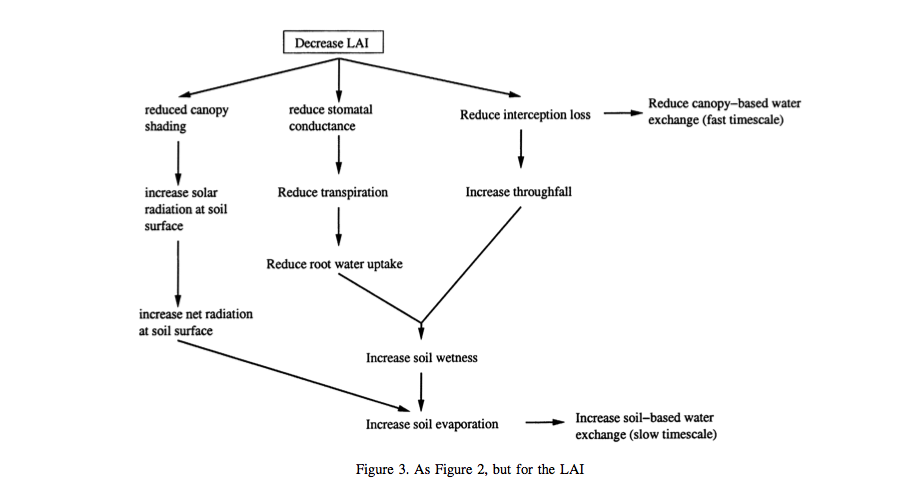 Decrease LAI
reduced canopy
shading
reduce stomatal
conductance
Reduce interception loss
Reduce canopy–based water
exchange (fast timescale)
increase solar
radiation at soil
surface
Reduce transpiration
Increase throughfall
Reduce root water uptake
increase net radiation
at soil surface
Increase soil wetness
Increase soil evaporation
Increase soil–based water
exchange (slow timescale)
Figure 3. As Figure 2, but for the LAI